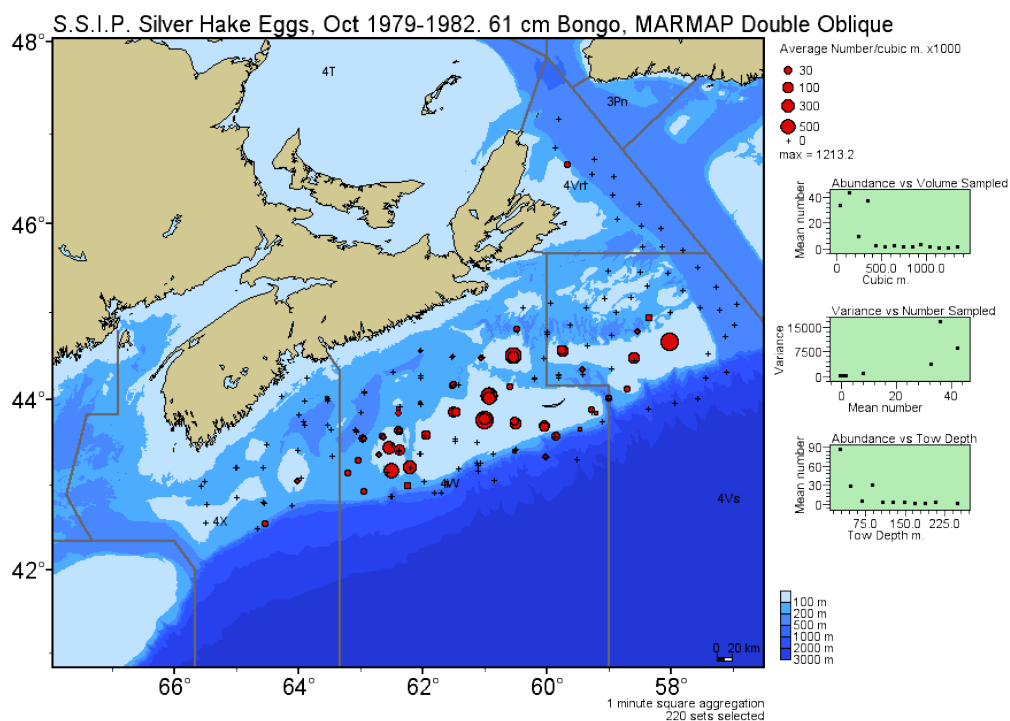 S.S.I.P. Silver Hake Eggs, Oct 1979-1982. 61 cm Bongo, MARMAP Double Oblique
48°
46°
44°
42°
66°
64°
62°
60°
58°
4T
3Pn
4Vn
4W
4X
4Vs
0 20 km
1 minute square aggregation
220 sets selected
Average Number/cubic m. x1000
30
100
300
500
0
max = 1213.2
Abundance vs Volume Sampled
Mean number
40
20
0
0
500.0
1000.0
Cubic m.
Variance vs Number Sampled
Variance
15000
7500
0
0
20
40
Mean number
Abundance vs Tow Depth
Mean number
90
60
30
0
75.0
150.0
225.0
Tow Depth m.
100 m
200 m
500 m
1000 m
2000 m
3000 m